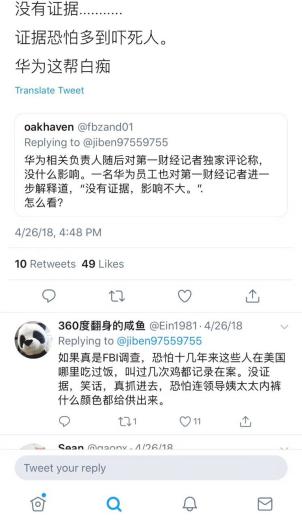 没有证据...........
证据恐怕多到吓死人。
华为这帮白痴
Translate Tweet
oakhaven @fbzand01
Replying to @jiben97559755
华为相关负责人随后对第一财经记者独家评论称，
没什么影响。一名华为员工也对第一财经记者进一
步解释道，“没有证据，影响不大。”.
怎么看？
4/26/18, 4:48 PM
10 Retweets 49 Likes
360度翻身的咸鱼 @Ein1981 · 4/26/18
Replying to @jiben97559755
如果真是FBI调查，恐怕十几年来这些人在美国
哪里吃过饭，叫过几次鸡都记录在案。没证
据，笑话，真抓进去，恐怕连领导姨太太内裤
什么颜色都给供出来。
1 11
Sean @gaonx · 4/26/18
Tweet your reply